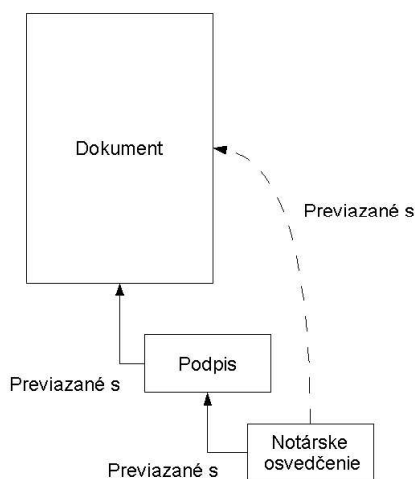 Dokument
Previazané s
Podpis
Previazané s
Notárske
osvedčenie
Previazané s